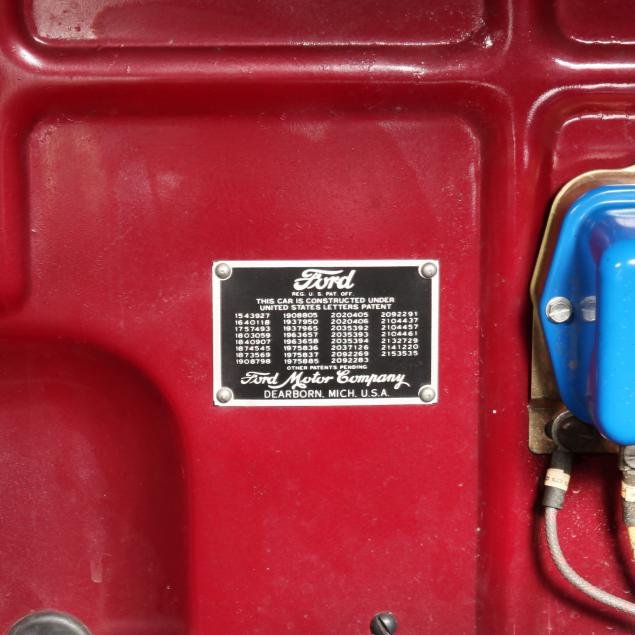 Ford
REG. U. S. PAT. OFF.
THIS CAR IS CONSTRUCTED UNDER
UNITED STATES LETTERS PATENT
1543927 1908805 2020405 2092291
1640118 1937950 2020406 2104437
1757493 1937965 2035392 2104457
1803059 1963657 2035393 2104461
1840907 1963658 2035394 2132729
1874545 1975836 2037126 2141220
1873569 1975837 2092269 2153535
1908798 1975885 2092283
OTHER PATENTS PENDING
Ford Motor Company
DEARBORN, MICH. U.S.A.